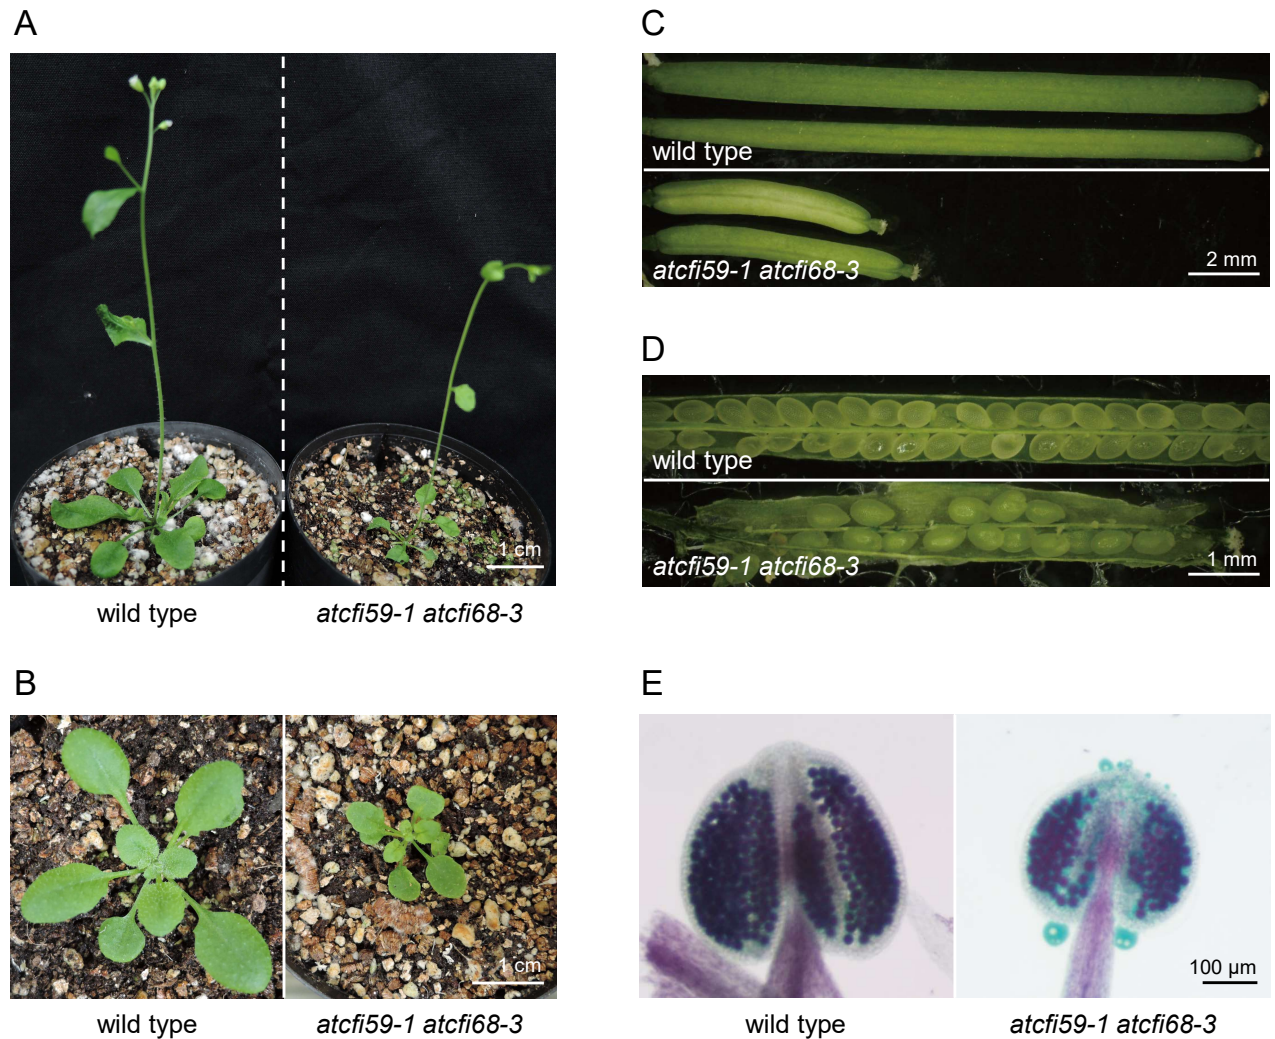 A
1 cm
wild type
atcfi59-1 atcfi68-3
B
1 cm
wild type
atcfi59-1 atcfi68-3
C
wild type
atcfi59-1 atcfi68-3
2 mm
D
wild type
atcfi59-1 atcfi68-3
1 mm
E
100 µm
wild type
atcfi59-1 atcfi68-3